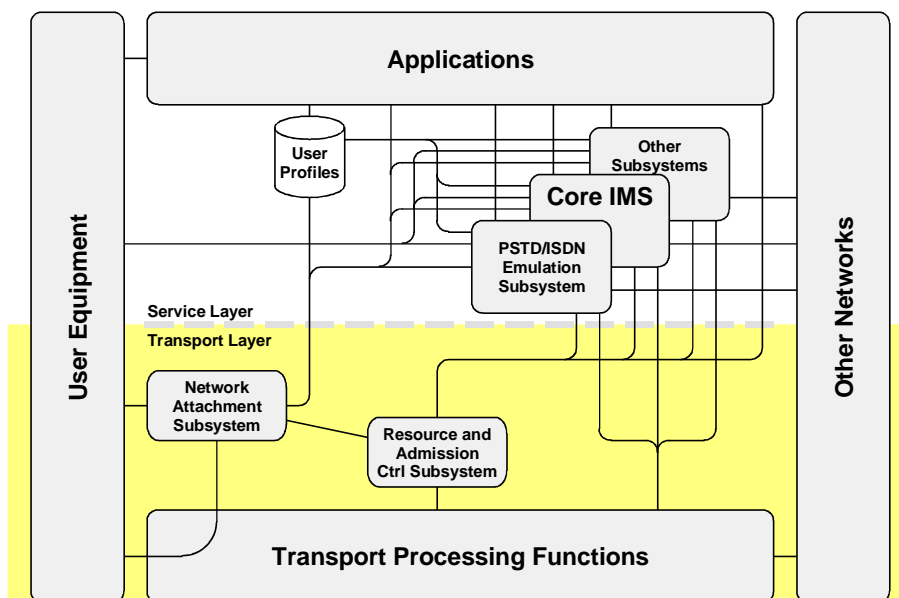 Applications
User
Profiles
Other
Subsystems
Core IMS
PSTD/ISDN
Emulation
Subsystem
User Equipment
Other Networks
Service Layer
Transport Layer
Network
Attachment
Subsystem
Resource and
Admission
Ctrl Subsystem
Transport Processing Functions